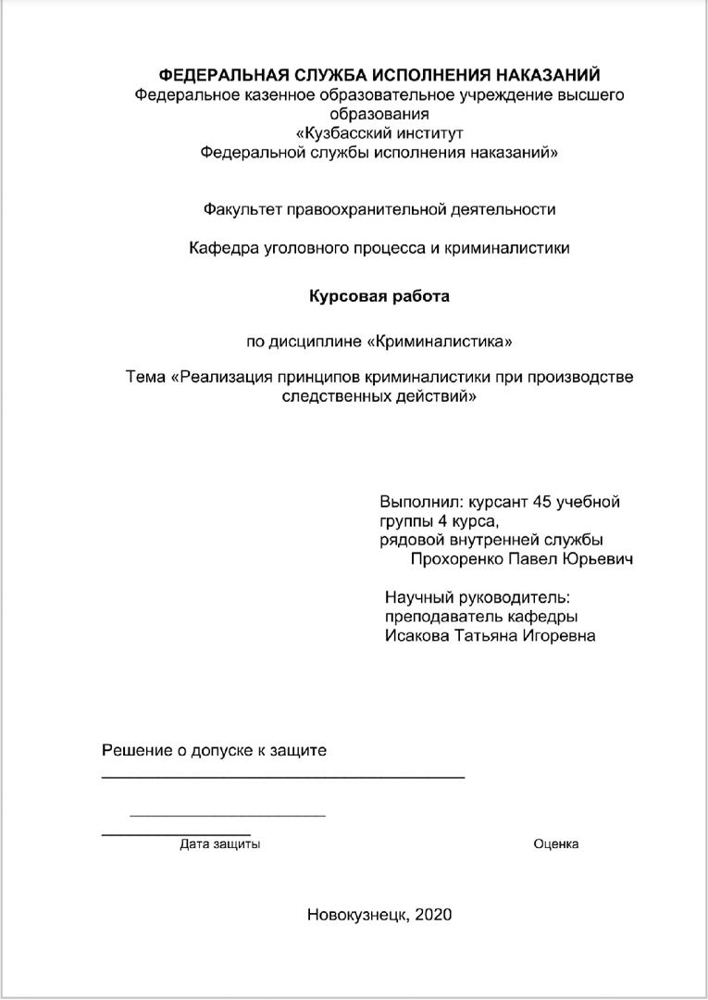 ФЕДЕРАЛЬНАЯ СЛУЖБА ИСПОЛНЕНИЯ НАКАЗАНИЙ
Федеральное казенное образовательное учреждение высшего
образования
«Кузбасский институт
Федеральной службы исполнения наказаний»
Факультет правоохранительной деятельности
Кафедра уголовного процесса и криминалистики
Курсовая работа
по дисциплине «Криминалистика»
Тема «Реализация принципов криминалистики при производстве
следственных действий»
Выполнил: курсант 45 учебной
группы 4 курса,
рядовой внутренней службы
Прохоренко Павел Юрьевич
Научный руководитель:
преподаватель кафедры
Исакова Татьяна Игоревна
Решение о допуске к защите
Дата защиты Оценка
Новокузнецк, 2020